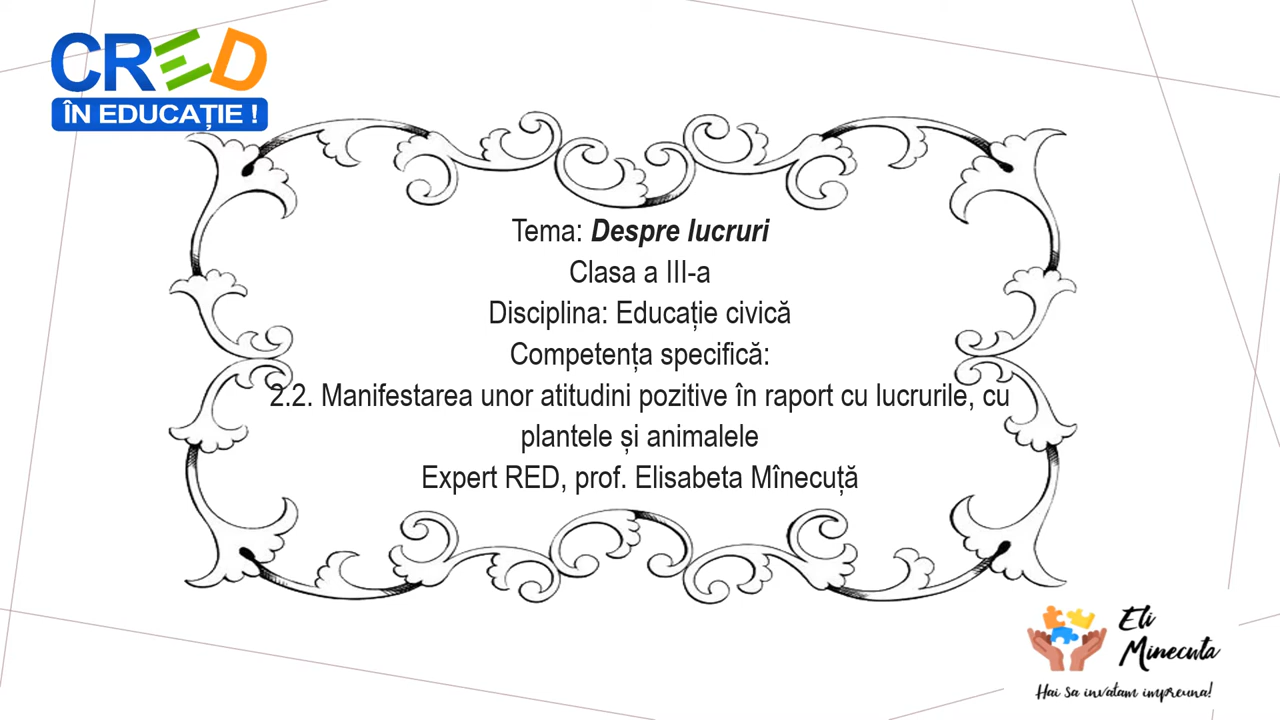 CRED
ÎN EDUCAȚIE !
Tema: Despre lucruri
Clasa a III-a
Disciplina: Educație civică
Competența specifică:
2.2. Manifestarea unor atitudini pozitive în raport cu lucrurile, cu
plantele și animalele
Expert RED, prof. Elisabeta Mînecuță
Eli
Minecuta
Hai sa invatam impreuna!